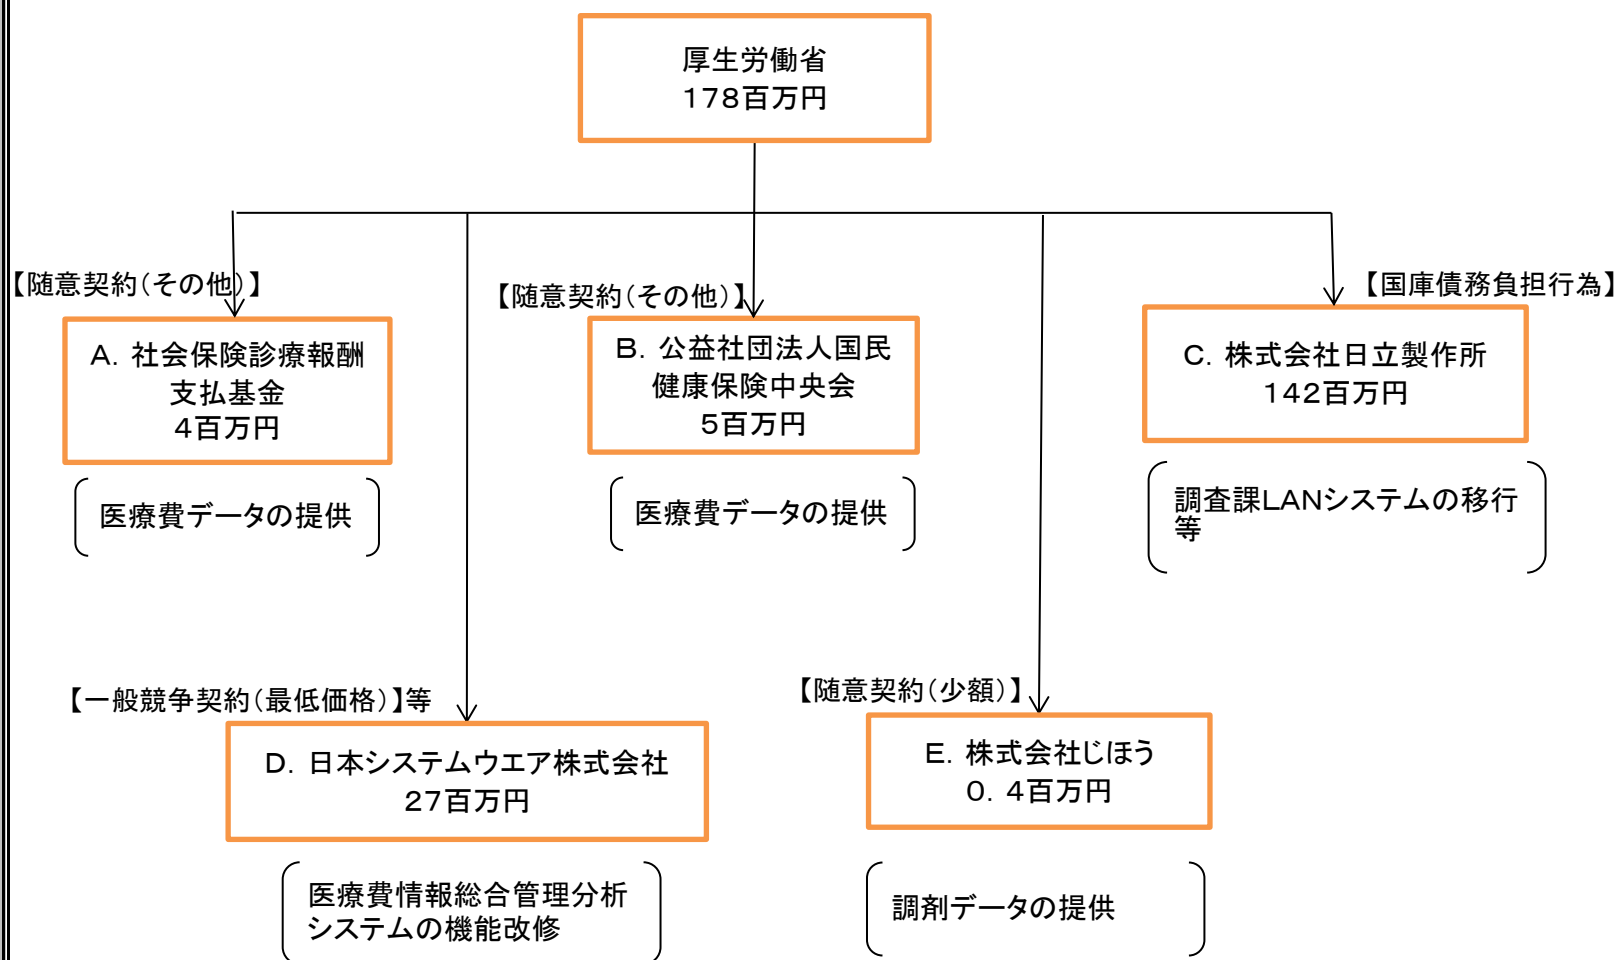 厚生労働省
178百万円
【随意契約(その他)】
【随意契約(その他)】
【国庫債務負担行為】
A. 社会保険診療報酬
支払基金
4百万円
B. 公益社団法人国民
健康保険中央会
5百万円
C. 株式会社日立製作所
142百万円
医療費データの提供
医療費データの提供
調査課LANシステムの移行
等
【一般競争契約(最低価格)】等
【随意契約(少額)】
D. 日本システムウエア株式会社
27百万円
E. 株式会社じほう
0. 4百万円
医療費情報総合管理分析
システムの機能改修
調剤データの提供